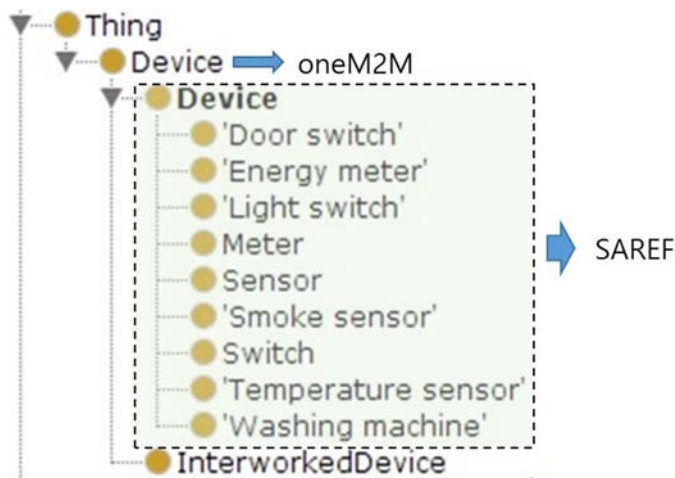 Thing
Device oneM2M
Device
'Door switch'
'Energy meter'
'Light switch'
Meter
Sensor
SAREF
'Smoke sensor'
Switch
'Temperature sensor'
'Washing machine'
InterworkedDevice